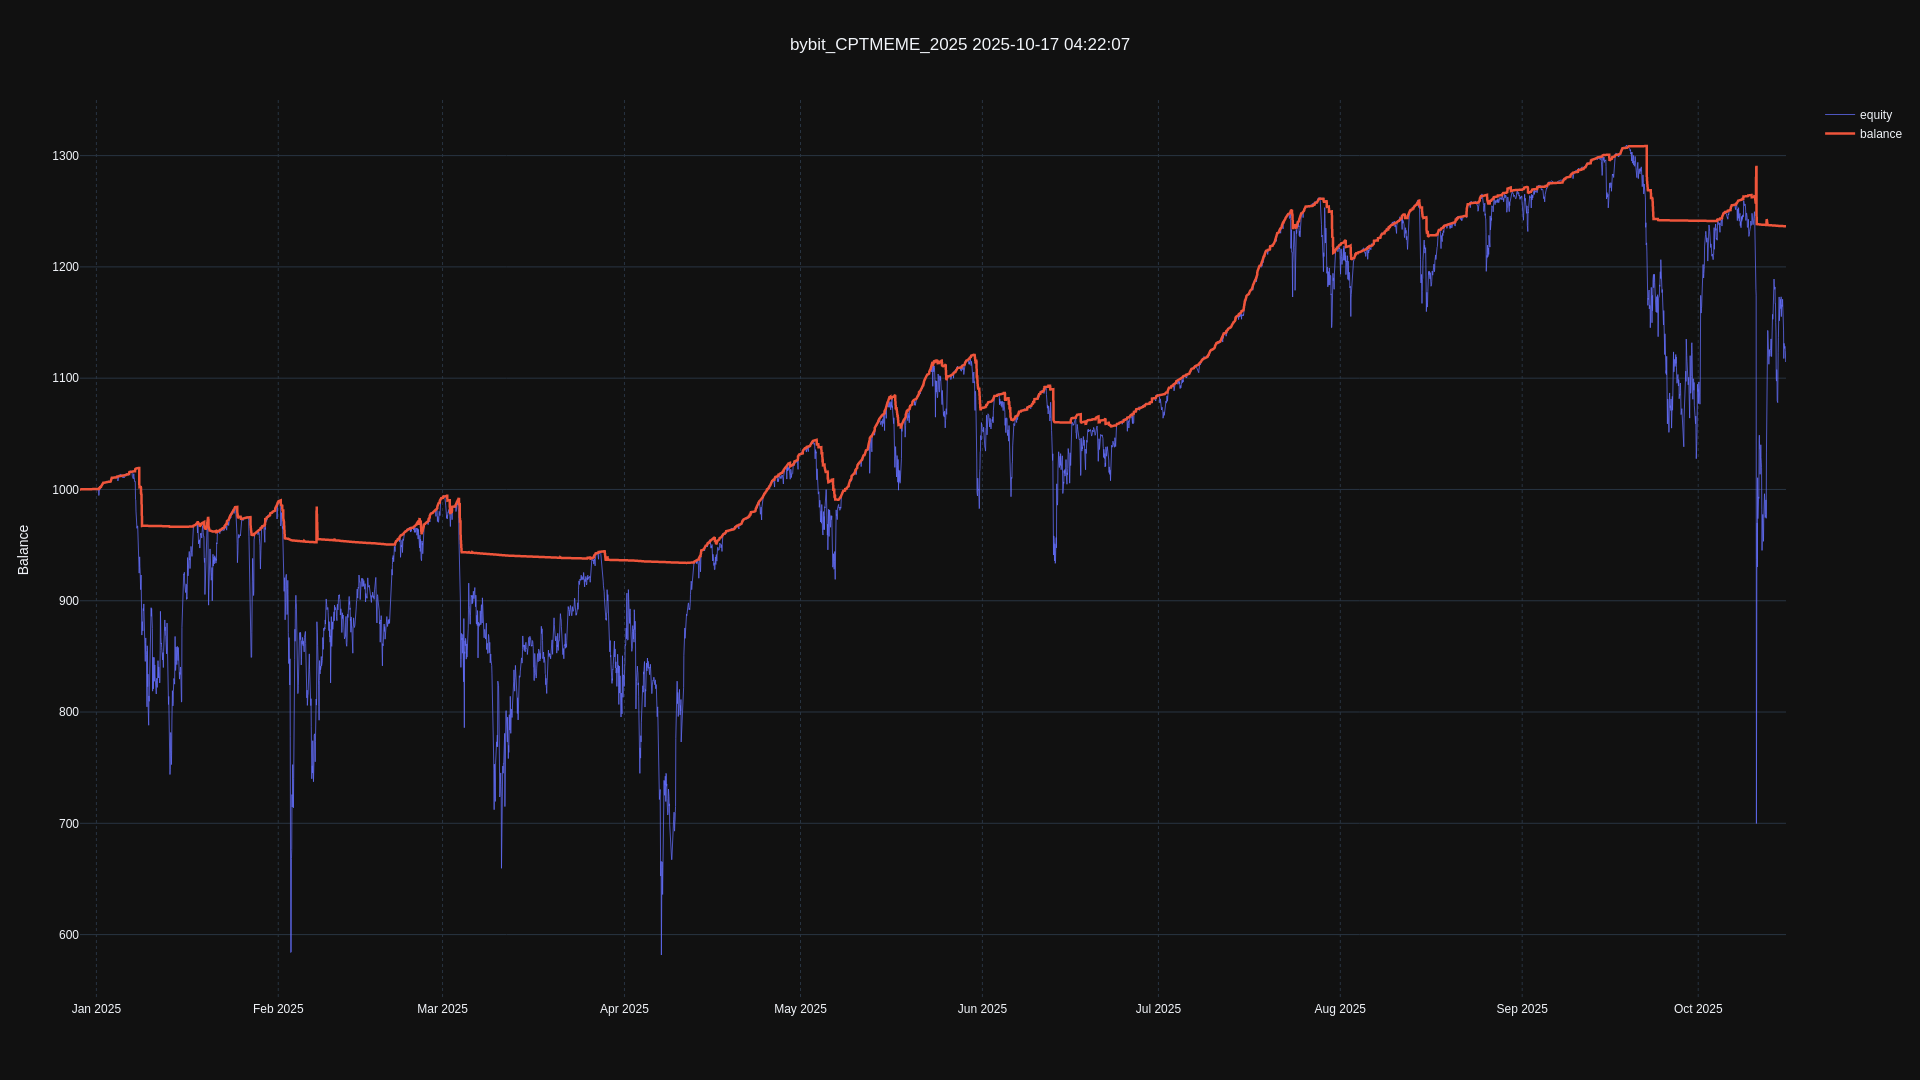 bybit_CPTMEME_2025 2025-10-17 04:22:07
equity
balance
1300
1200
1100
1000
900
800
700
600
Balance
Jan 2025
Feb 2025
Mar 2025
Apr 2025
May 2025
Jun 2025
Jul 2025
Aug 2025
Sep 2025
Oct 2025